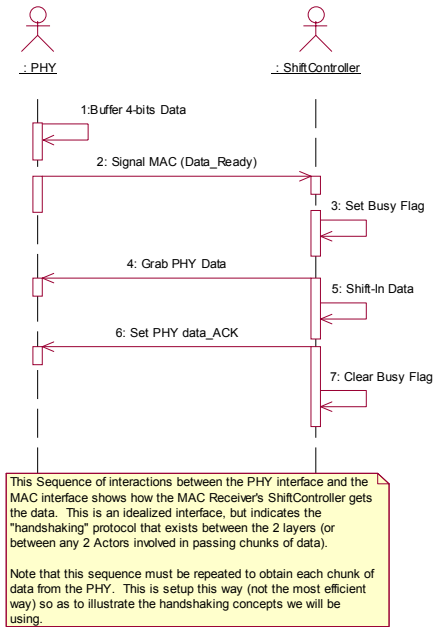 : PHY
: ShiftController
1:Buffer 4-bits Data
2: Signal MAC (Data_Ready)
3: Set Busy Flag
4: Grab PHY Data
5: Shift-In Data
6: Set PHY data_ACK
7: Clear Busy Flag
This Sequence of interactions between the PHY interface and the
MAC interface shows how the MAC Receiver's ShiftController gets
the data. This is an idealized interface, but indicates the
"handshaking" protocol that exists between the 2 layers (or
between any 2 Actors involved in passing chunks of data).
Note that this sequence must be repeated to obtain each chunk of
data from the PHY. This is setup this way (not the most efficient
way) so as to illustrate the handshaking concepts we will be
using.